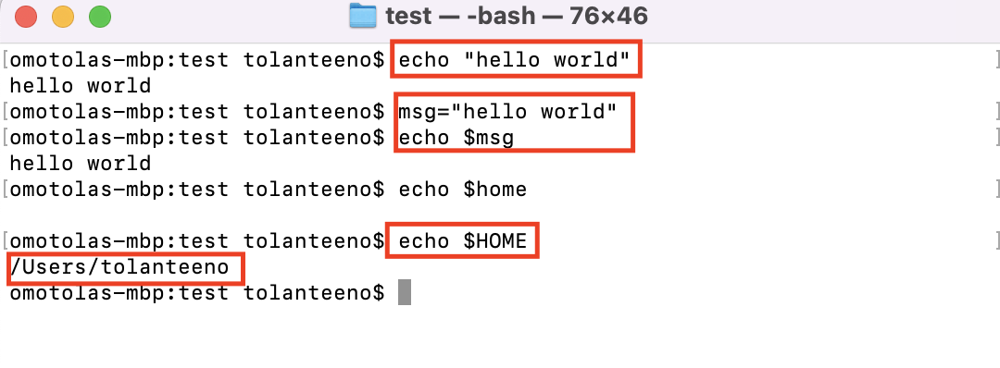 test — -bash — 76×46
omotolas-mbp:test tolanteeno$ echo "hello world"
hello world
omotolas-mbp:test tolanteeno$ msg="hello world"
omotolas-mbp:test tolanteeno$ echo $msg
hello world
omotolas-mbp:test tolanteeno$ echo $home
omotolas-mbp:test tolanteeno$ echo $HOME
/Users/tolanteeno
omotolas-mbp:test tolanteeno$